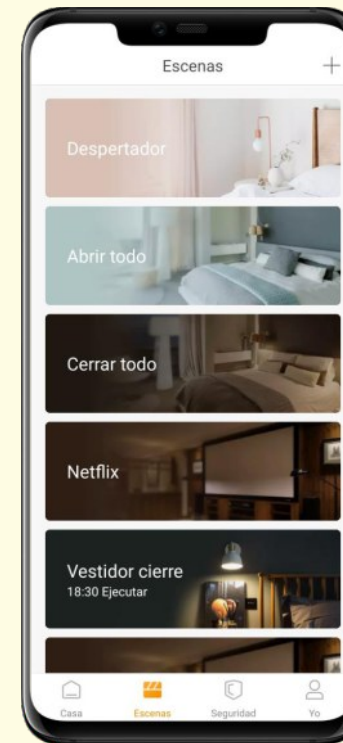 Escenas
Despertador
Abrir todo
Cerrar todo
Netflix
Vestidor cierre
18:30 Ejecutar
Casa
Escenas
Seguridad
Yo